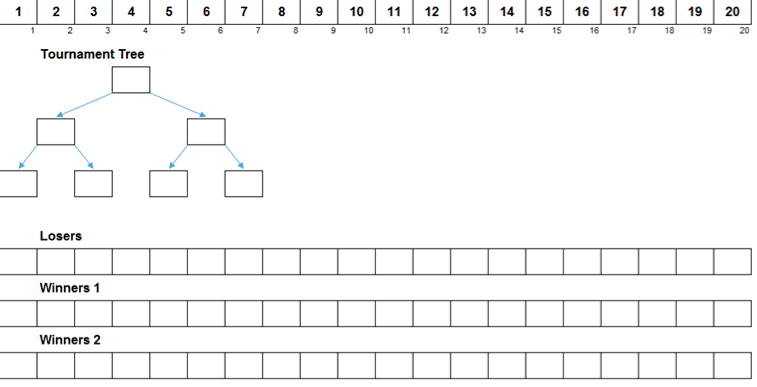 1 2 3 4 5 6 7 8 9 10 11 12 13 14 15 16 17 18 19 20
1 2 3 4 5 6 7 8 9 10 11 12 13 14 15 16 17 18 19 20
Tournament Tree
Losers
Winners 1
Winners 2